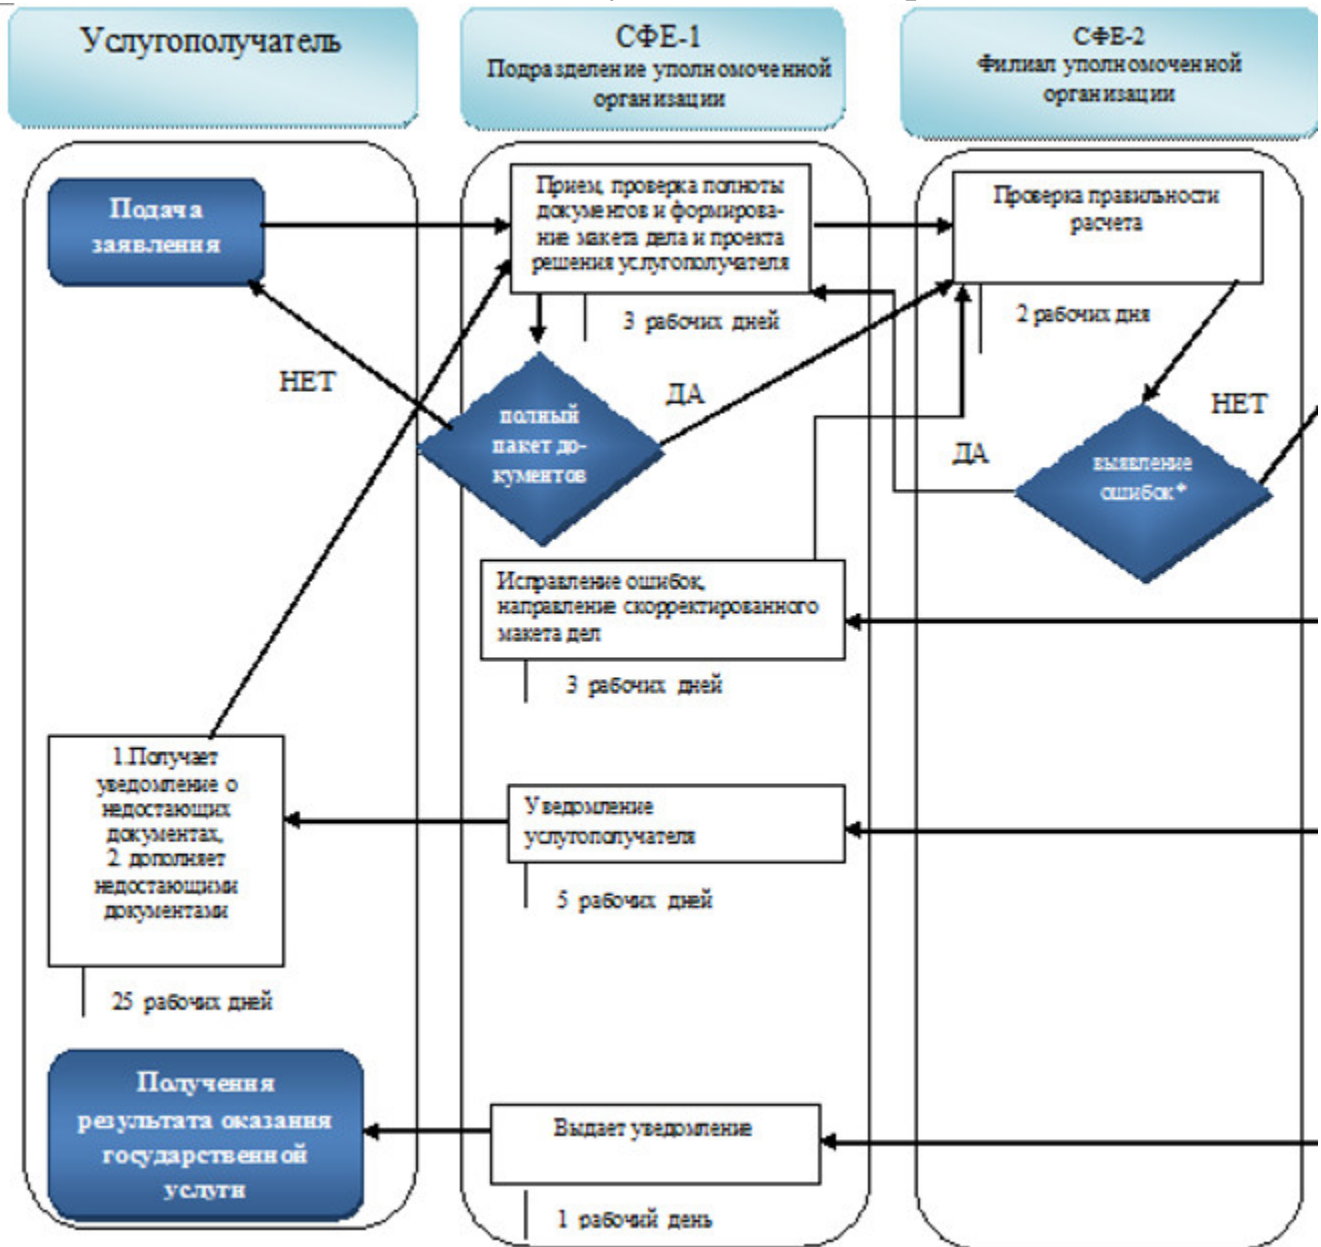 Услугополучатель
СФЕ-1
Подразделение уполномоченной
организации
СФЕ-2
Филиал уполномоченной
организации
Подача
заявления
Прием, проверка полноты
документов и формирова-
ние макета дела и проекта
решения услугополучателя
3 рабочих дней
Проверка правильности
расчета
2 рабочих дня
НЕТ
полный
пакет до-
кументов
ДА
ДА
выявление
ошибок*
НЕТ
Исправление ошибок,
направление скорректированного
макета дел
3 рабочих дней
1.Получает
уведомление о
недостающих
документах,
2. дополняет
недостающими
документами
25 рабочих дней
Уведомление
услугополучателя
5 рабочих дней
Получения
результата оказания
государственной
услуги
Выдает уведомление
1 рабочий день